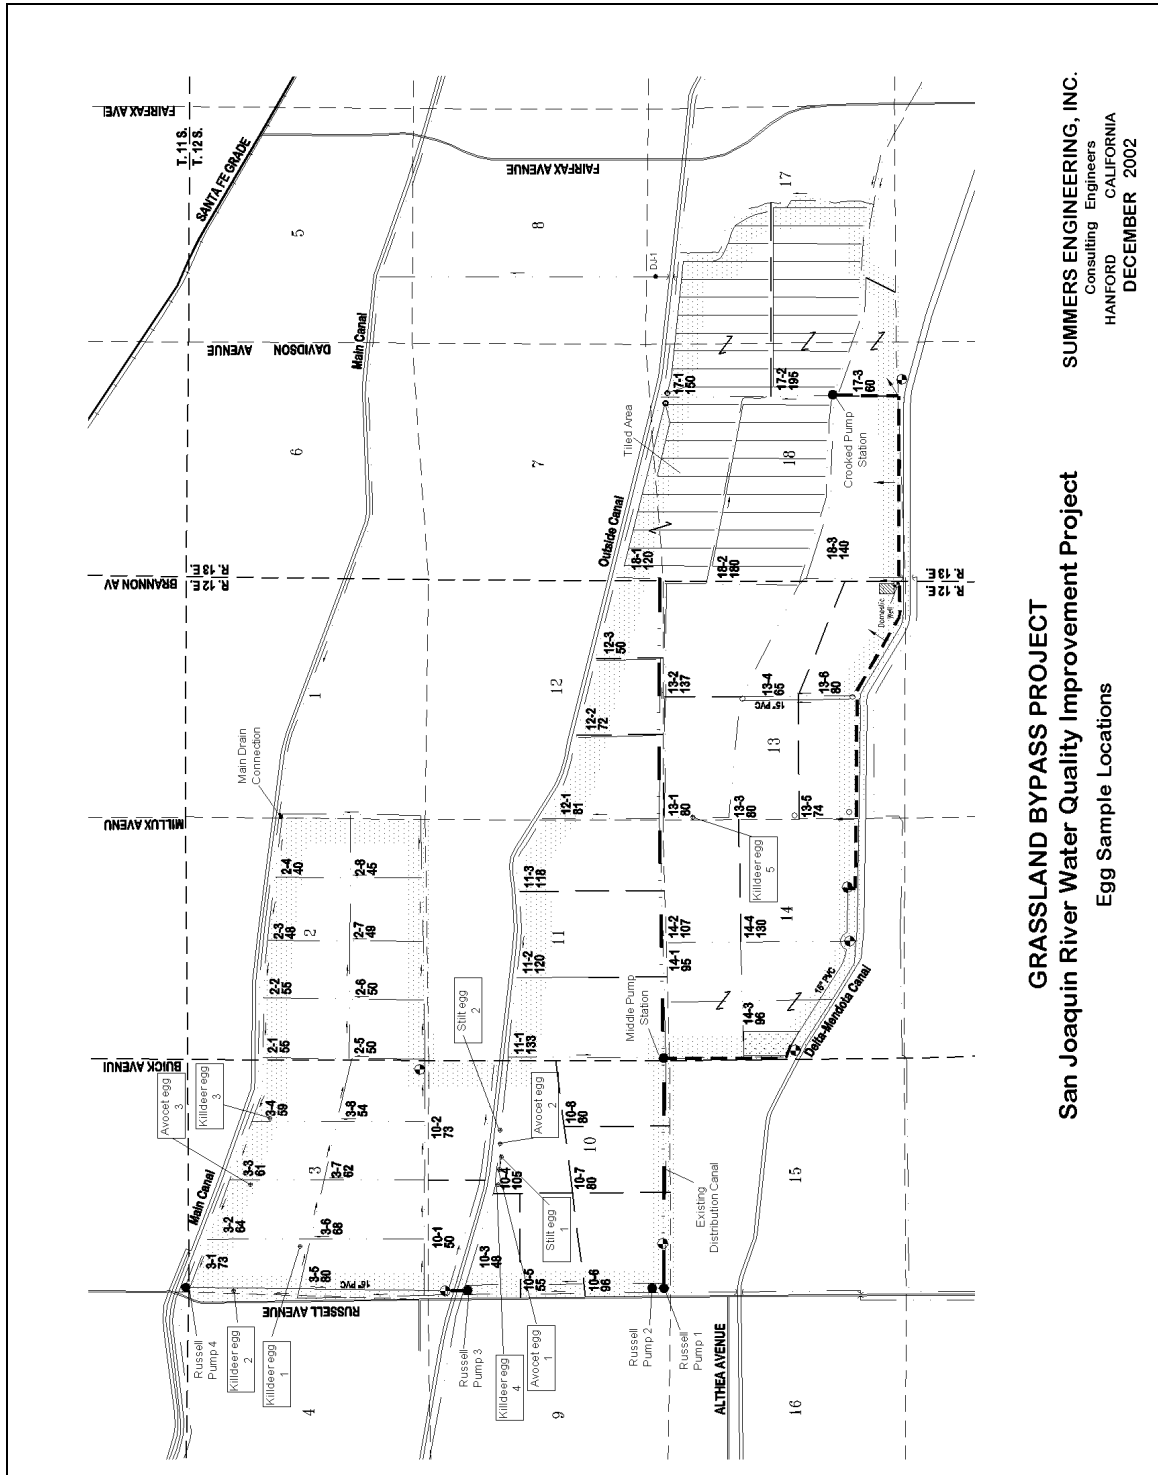 GRASSLAND BYPASS PROJECT
San Joaquin River Water Quality Improvement Project
Egg Sample Locations
SUMMERS ENGINEERING, INC.
Consulting Engineers
HANFORD CALIFORNIA
DECEMBER 2002
T. 11 S.
T. 12 S.
FAIRFAX AVE
SANTA FE GRADE
FAIRFAX AVENUE
5
8
17
DAVIDSON AVENUE
Main Canal
DJ-1
6
7
18
Tiled Area
17-1
150
17-2
195
17-3
60
Crooked Pump
Station
Outside Canal
18-1
120
18-2
180
18-3
140
BRANNON AV
R. 13 E.
R. 12 E.
R. 13 E.
R. 12 E.
Domestic
Well
1
12
13
12-3
50
12-2
72
12-1
81
13-2
137
13-4
65
13-6
80
15" PVC
13-1
80
13-3
80
13-5
74
Main Drain
Connection
MILLUX AVENU
2
11
14
2-4
40
2-8
45
2-3
48
2-7
49
2-2
55
2-6
50
2-1
55
2-5
50
11-3
118
11-2
120
11-1
133
Killdeer egg
5
14-2
107
14-1
95
14-4
130
14-3
96
Middle Pump
Station
Stilt egg
2
Delta-Mendota Canal
BUICK AVENUI
Avocet egg
3
Killdeer egg
3
3-4
59
3-8
54
3-3
61
3-7
62
3
3-2
64
3-6
68
3-1
73
3-5
80
Main Canal
10-2
73
10-1
50
10-4
105
10-3
48
10-8
80
10-7
80
10
10-5
55
10-6
96
Avocet egg
2
Stilt egg
1
Existing
Distribution Canal
15
RUSSELL AVENUE
Russell
Pump 4
Killdeer egg
2
Killdeer egg
1
Russell
Pump 3
Killdeer egg
4
Avocet egg
1
Russell
Pump 2
Russell
Pump 1
ALTHEA AVENUE
4
9
16